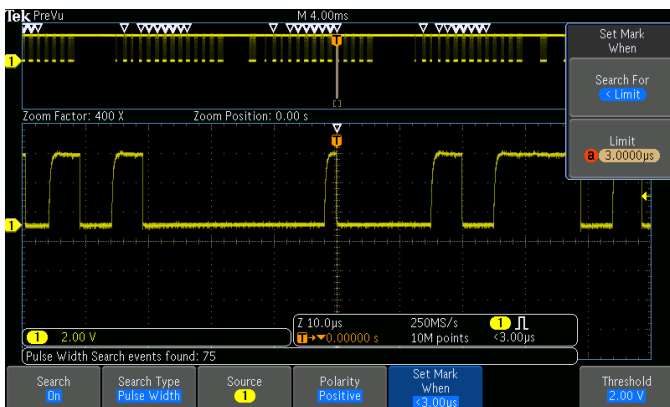 Tek PreVu
M 4.00ms
1
T
Zoom Factor: 400 X
Zoom Position: 0.00 s
T
1
Set Mark
When
Search For
< Limit
Limit
a 3.0000µs
1 2.00 V
Z 10.0µs
T→▼0.00000 s
250MS/s
10M points
1
<3.00µs
Pulse Width Search events found: 75
Search
On
Search Type
Pulse Width
Source
1
Polarity
Positive
Set Mark
When
<3.00µs
Threshold
2.00 V